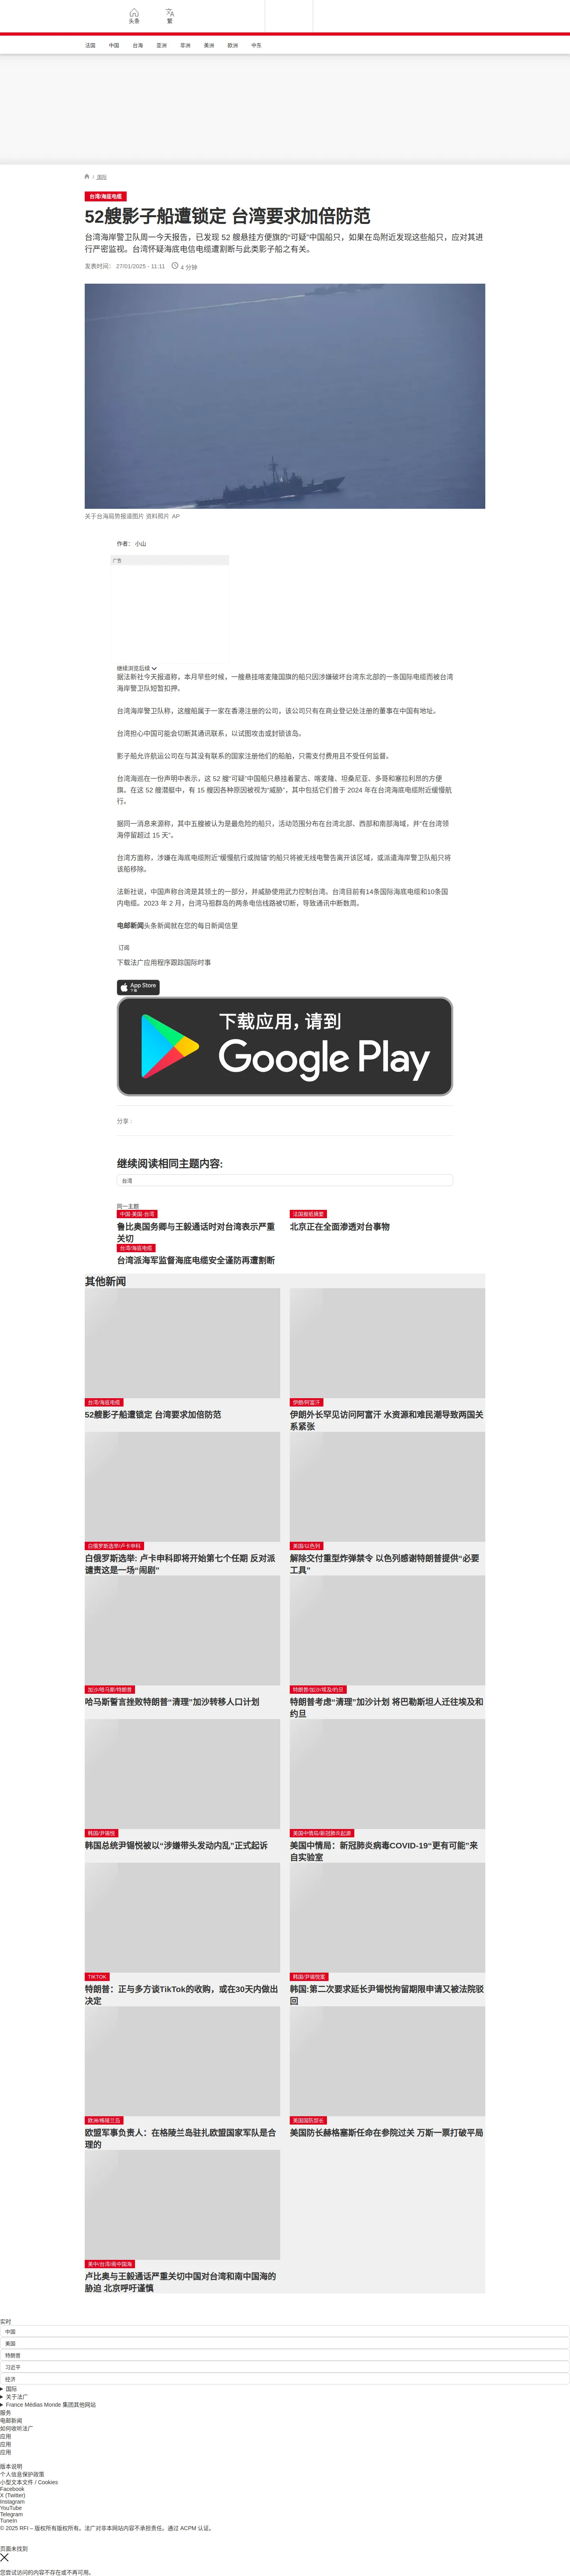 头条
繁
法国 中国 台海 亚洲 非洲 美洲 欧洲 中东
/ 国际
台湾/海底电缆
52艘影子船遭锁定 台湾要求加倍防范
台湾海岸警卫队周一今天报告，已发现 52 艘悬挂方便旗的“可疑”中国船只，如果在岛附近发现这些船只，应对其进
行严密监视。台湾怀疑海底电信电缆遭割断与此类影子船之有关。
发表时间： 27/01/2025 - 11:11 4 分钟
关于台海局势报道图片 资料照片 AP
作者： 小山
广告
继续浏览后续
据法新社今天报道称，本月早些时候，一艘悬挂喀麦隆国旗的船只因涉嫌破坏台湾东北部的一条国际电缆而被台湾
海岸警卫队短暂扣押。
台湾海岸警卫队称，这艘船属于一家在香港注册的公司，该公司只有在商业登记处注册的董事在中国有地址。
台湾担心中国可能会切断其通讯联系，以试图攻击或封锁该岛。
影子船允许航运公司在与其没有联系的国家注册他们的船舶，只需支付费用且不受任何监督。
台湾海巡在一份声明中表示，这 52 艘“可疑”中国船只悬挂着蒙古、喀麦隆、坦桑尼亚、多哥和塞拉利昂的方便
旗。在这 52 艘潜艇中，有 15 艘因各种原因被视为“威胁”，其中包括它们曾于 2024 年在台湾海底电缆附近缓慢航
行。
据同一消息来源称，其中五艘被认为是最危险的船只，活动范围分布在台湾北部、西部和南部海域，并“在台湾领
海停留超过 15 天”。
台湾方面称，涉嫌在海底电缆附近“缓慢航行或抛锚”的船只将被无线电警告离开该区域，或派遣海岸警卫队船只将
该船移除。
法新社说，中国声称台湾是其领土的一部分，并威胁使用武力控制台湾。台湾目前有14条国际海底电缆和10条国
内电缆。2023 年 2 月，台湾马祖群岛的两条电信线路被切断，导致通讯中断数周。
电邮新闻头条新闻就在您的每日新闻信里
订阅
下载法广应用程序跟踪国际时事
App Store
下载
下载应用，请到
Google Play
分享 :
继续阅读相同主题内容:
台湾
同一主题
中国-美国-台湾
鲁比奥国务卿与王毅通话时对台湾表示严重
关切
法国报纸摘要
北京正在全面渗透对台事物
台湾/海底电缆
台湾派海军监督海底电缆安全谨防再遭割断
其他新闻
台湾/海底电缆
52艘影子船遭锁定 台湾要求加倍防范
伊朗/阿富汗
伊朗外长罕见访问阿富汗 水资源和难民潮导致两国关
系紧张
白俄罗斯选举/卢卡申科
白俄罗斯选举: 卢卡申科即将开始第七个任期 反对派
谴责这是一场“闹剧”
美国/以色列
解除交付重型炸弹禁令 以色列感谢特朗普提供“必要
工具”
加沙/哈马斯/特朗普
哈马斯誓言挫败特朗普“清理”加沙转移人口计划
特朗普/加沙/埃及/约旦
特朗普考虑“清理”加沙计划 将巴勒斯坦人迁往埃及和
约旦
韩国/尹锡悦
韩国总统尹锡悦被以“涉嫌带头发动内乱”正式起诉
美国中情局/新冠肺炎起源
美国中情局：新冠肺炎病毒COVID-19“更有可能”来
自实验室
TIKTOK
特朗普：正与多方谈TikTok的收购，或在30天内做出
决定
韩国/尹锡悦案
韩国:第二次要求延长尹锡悦拘留期限申请又被法院驳
回
欧洲/格陵兰岛
欧盟军事负责人：在格陵兰岛驻扎欧盟国家军队是合
理的
美国国防部长
美国防长赫格塞斯任命在参院过关 万斯一票打破平局
美中/台湾/南中国海
卢比奥与王毅通话严重关切中国对台湾和南中国海的
胁迫 北京呼吁谨慎
实时
中国
美国
特朗普
习近平
经济
国际
关于法广
France Médias Monde 集团其他网站
服务
电邮新闻
如何收听法广
应用
应用
应用
版本说明
个人信息保护政策
小型文本文件 / Cookies
Facebook
X (Twitter)
Instagram
YouTube
Telegram
TuneIn
© 2025 RFI – 版权所有版权所有。法广对非本网站内容不承担责任。通过 ACPM 认证。
页面未找到
您尝试访问的内容不存在或不再可用。